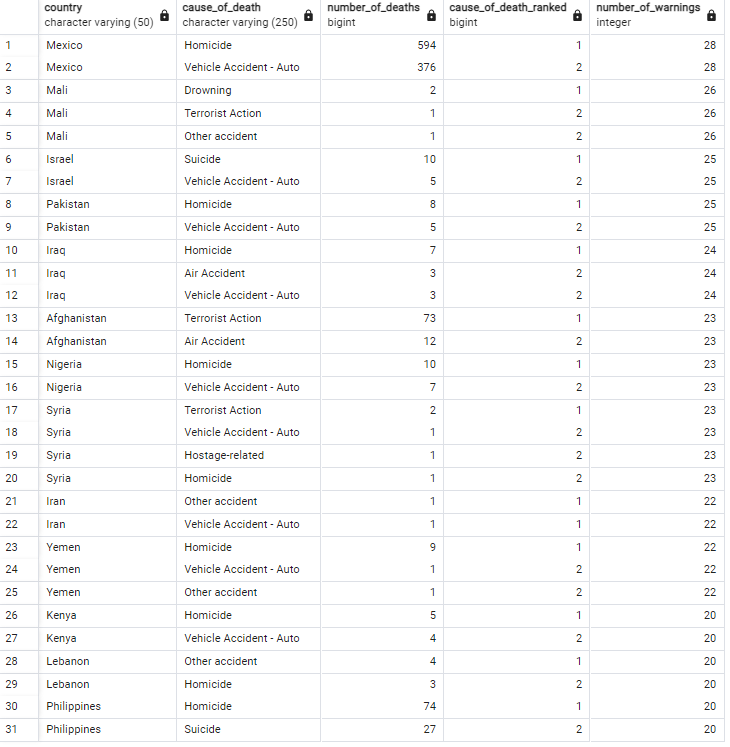 country cause_of_death number_of_deaths cause_of_death_ranked number_of_warnings
character varying (50) character varying (250) bigint bigint integer
1 Mexico Homicide 594 1 28
2 Mexico Vehicle Accident - Auto 376 2 28
3 Mali Drowning 2 1 26
4 Mali Terrorist Action 1 2 26
5 Mali Other accident 1 2 26
6 Israel Suicide 10 1 25
7 Israel Vehicle Accident - Auto 5 2 25
8 Pakistan Homicide 8 1 25
9 Pakistan Vehicle Accident - Auto 5 2 25
10 Iraq Homicide 7 1 24
11 Iraq Air Accident 3 2 24
12 Iraq Vehicle Accident - Auto 3 2 24
13 Afghanistan Terrorist Action 73 1 23
14 Afghanistan Air Accident 12 2 23
15 Nigeria Homicide 10 1 23
16 Nigeria Vehicle Accident - Auto 7 2 23
17 Syria Terrorist Action 2 1 23
18 Syria Vehicle Accident - Auto 1 2 23
19 Syria Hostage-related 1 2 23
20 Syria Homicide 1 2 23
21 Iran Other accident 1 1 22
22 Iran Vehicle Accident - Auto 1 1 22
23 Yemen Homicide 9 1 22
24 Yemen Vehicle Accident - Auto 1 2 22
25 Yemen Other accident 1 2 22
26 Kenya Homicide 5 1 20
27 Kenya Vehicle Accident - Auto 4 2 20
28 Lebanon Other accident 4 1 20
29 Lebanon Homicide 3 2 20
30 Philippines Homicide 74 1 20
31 Philippines Suicide 27 2 20